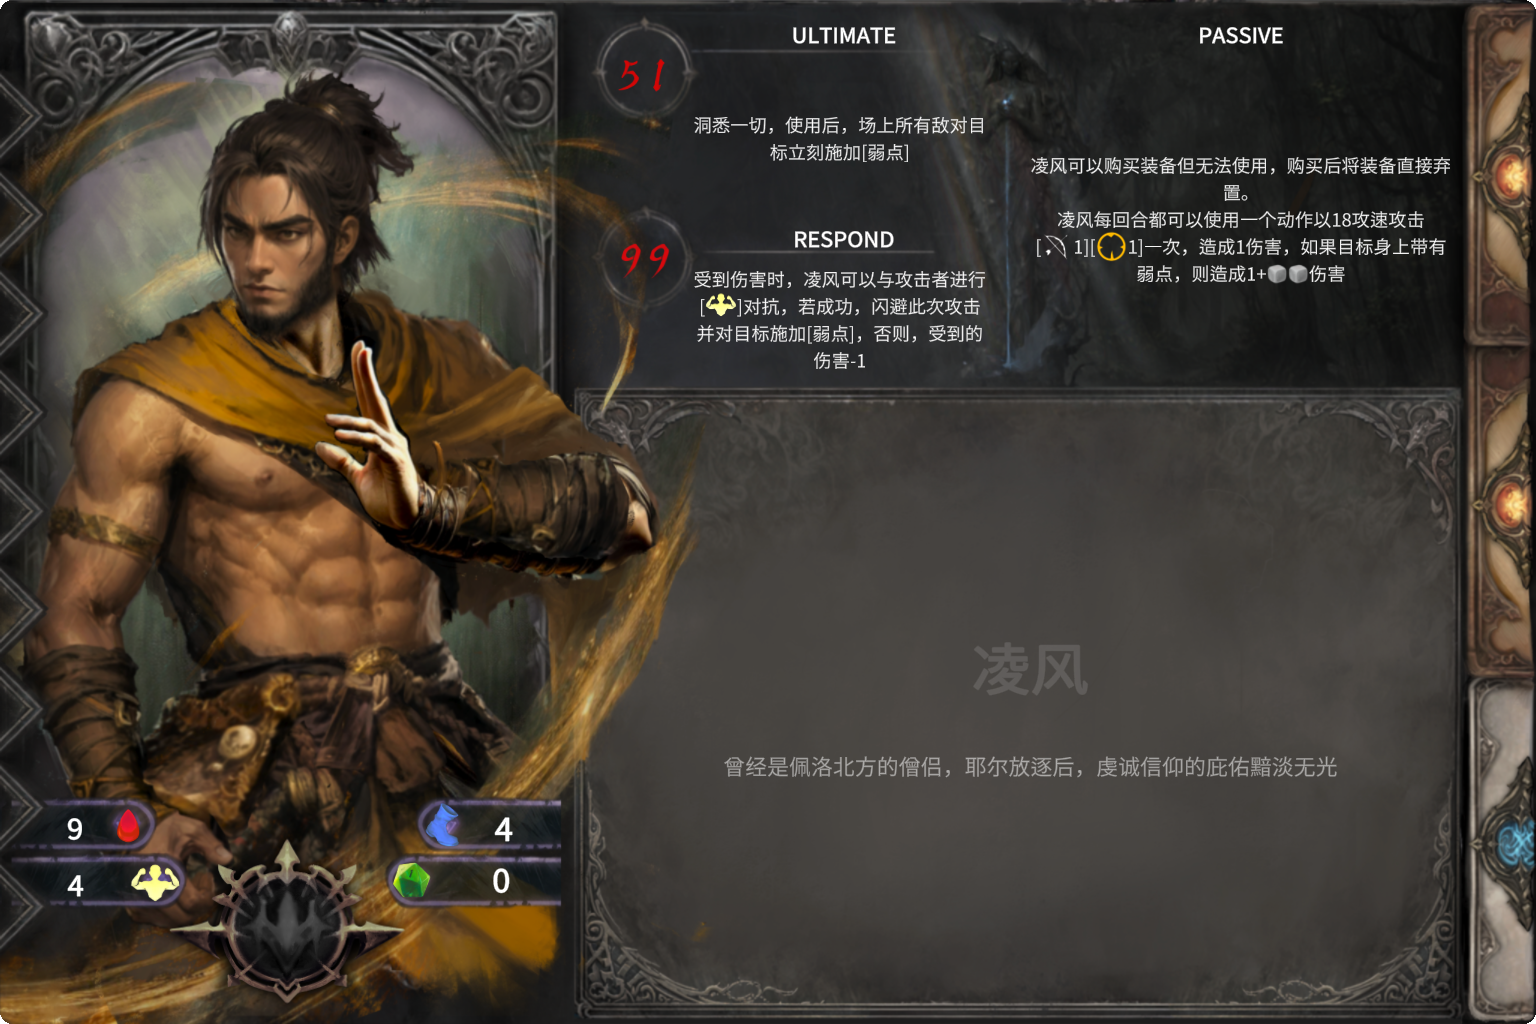 ULTIMATE
51
洞悉一切，使用后，场上所有敌对目
标立刻施加[弱点]
RESPOND
99
受到伤害时，凌风可以与攻击者进行
[]对抗，若成功，闪避此次攻击
并对目标施加[弱点]，否则，受到的
伤害-1
PASSIVE
凌风可以购买装备但无法使用，购买后将装备直接弃
置。
凌风每回合都可以使用一个动作以18攻速攻击
[ 1][ 1]一次，造成1伤害，如果目标身上带有
弱点，则造成1+伤害
凌风
曾经是佩洛北方的僧侣，耶尔放逐后，虔诚信仰的庇佑黯淡无光
9
4
4
0